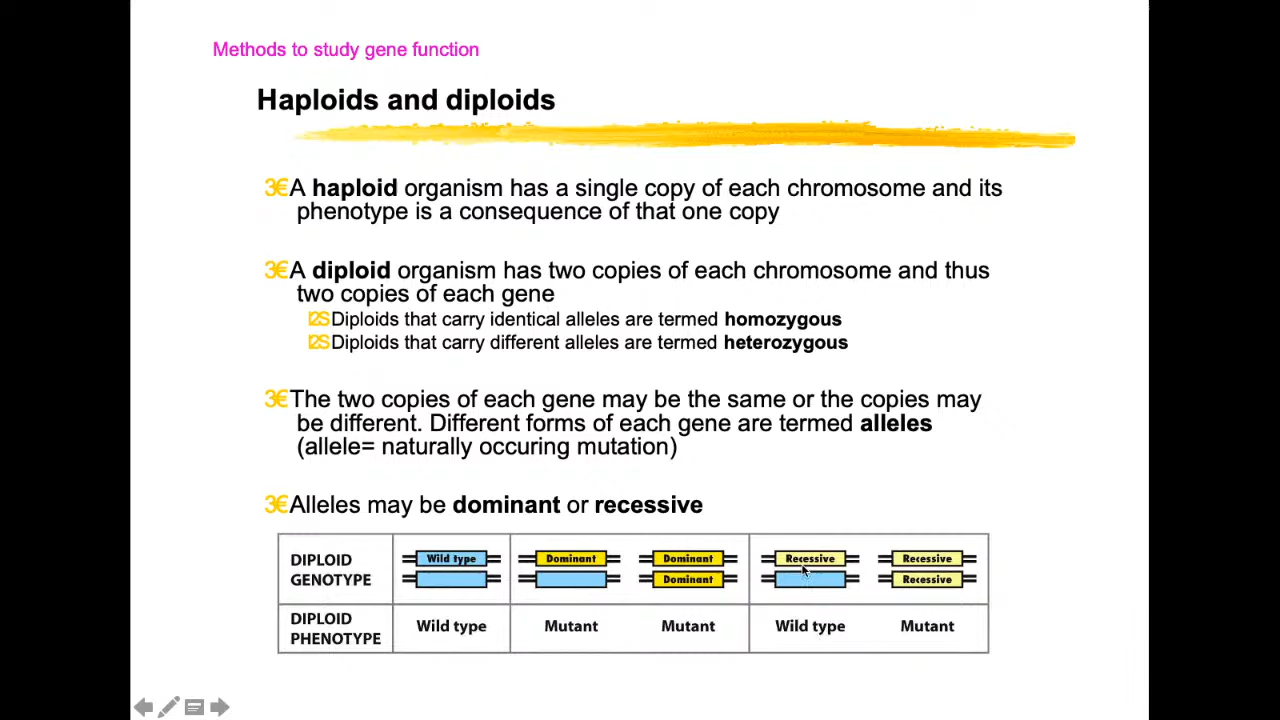 Methods to study gene function
Haploids and diploids
3€A haploid organism has a single copy of each chromosome and its
phenotype is a consequence of that one copy
3€A diploid organism has two copies of each chromosome and thus
two copies of each gene
Diploids that carry identical alleles are termed homozygous
Diploids that carry different alleles are termed heterozygous
3€The two copies of each gene may be the same or the copies may
be different. Different forms of each gene are termed alleles
(allele= naturally occuring mutation)
3€Alleles may be dominant or recessive
DIPLOID GENOTYPE
Wild type
Dominant
Dominant
Dominant
Recessive
Recessive
Recessive
DIPLOID PHENOTYPE
Wild type
Mutant
Mutant
Wild type
Mutant